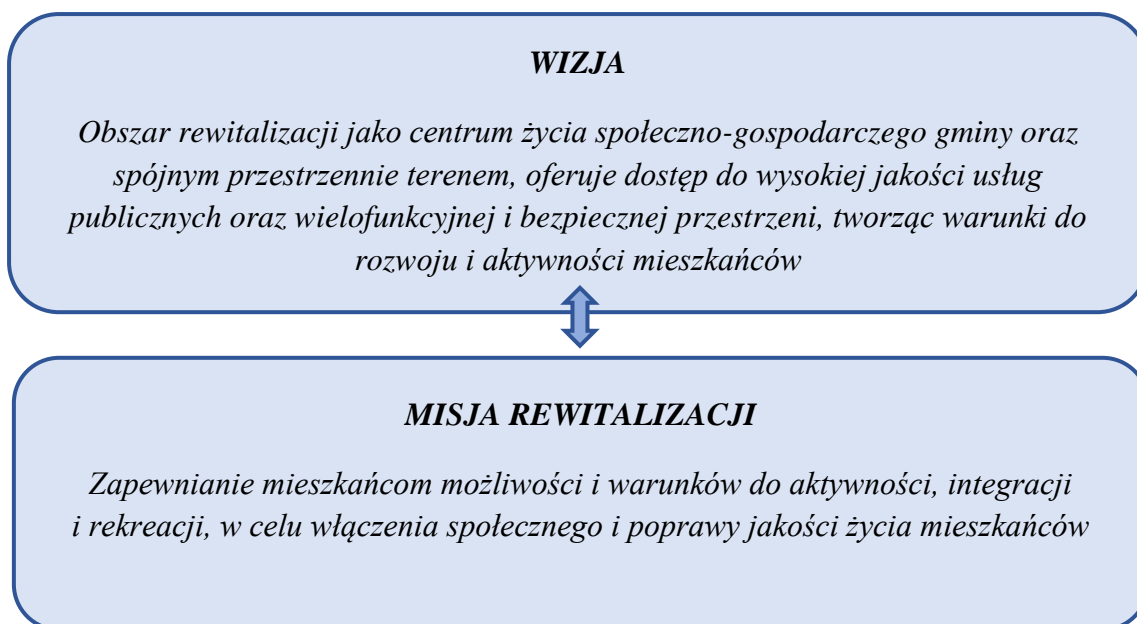 WIZJA
Obszar rewitalizacji jako centrum życia społeczno-gospodarczego gminy oraz
spójnym przestrzennie terenem, oferuje dostęp do wysokiej jakości usług
publicznych oraz wielofunkcyjnej i bezpiecznej przestrzeni, tworząc warunki do
rozwoju i aktywności mieszkańców
MISJA REWITALIZACJI
Zapewnianie mieszkańcom możliwości i warunków do aktywności, integracji
i rekreacji, w celu włączenia społecznego i poprawy jakości życia mieszkańców